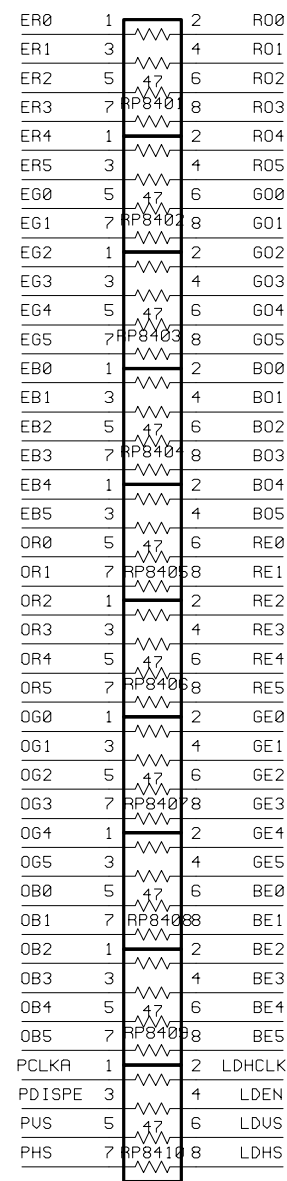 ER0 1 2 RO0
ER1 3 4 RO1
ER2 5 47 6 RO2
ER3 7 RP8401 8 RO3
ER4 1 2 RO4
ER5 3 4 RO5
EG0 5 47 6 GO0
EG1 7 RP8402 8 GO1
EG2 1 2 GO2
EG3 3 4 GO3
EG4 5 47 6 GO4
EG5 7 RP8403 8 GO5
EB0 1 2 BO0
EB1 3 4 BO1
EB2 5 47 6 BO2
EB3 7 RP8404 8 BO3
EB4 1 2 BO4
EB5 3 4 BO5
OR0 5 47 6 RE0
OR1 7 RP8405 8 RE1
OR2 1 2 RE2
OR3 3 4 RE3
OR4 5 47 6 RE4
OR5 7 RP8406 8 RE5
OG0 1 2 GE0
OG1 3 4 GE1
OG2 5 47 6 GE2
OG3 7 RP8407 8 GE3
OG4 1 2 GE4
OG5 3 4 GE5
OB0 5 47 6 BE0
OB1 7 RP8408 8 BE1
OB2 1 2 BE2
OB3 3 4 BE3
OB4 5 47 6 BE4
OB5 7 RP8409 8 BE5
PCLKA 1 2 LDHCLK
PDISPE 3 4 LDEN
PVS 5 47 6 LDVS
PHS 7 RP8410 8 LDHS